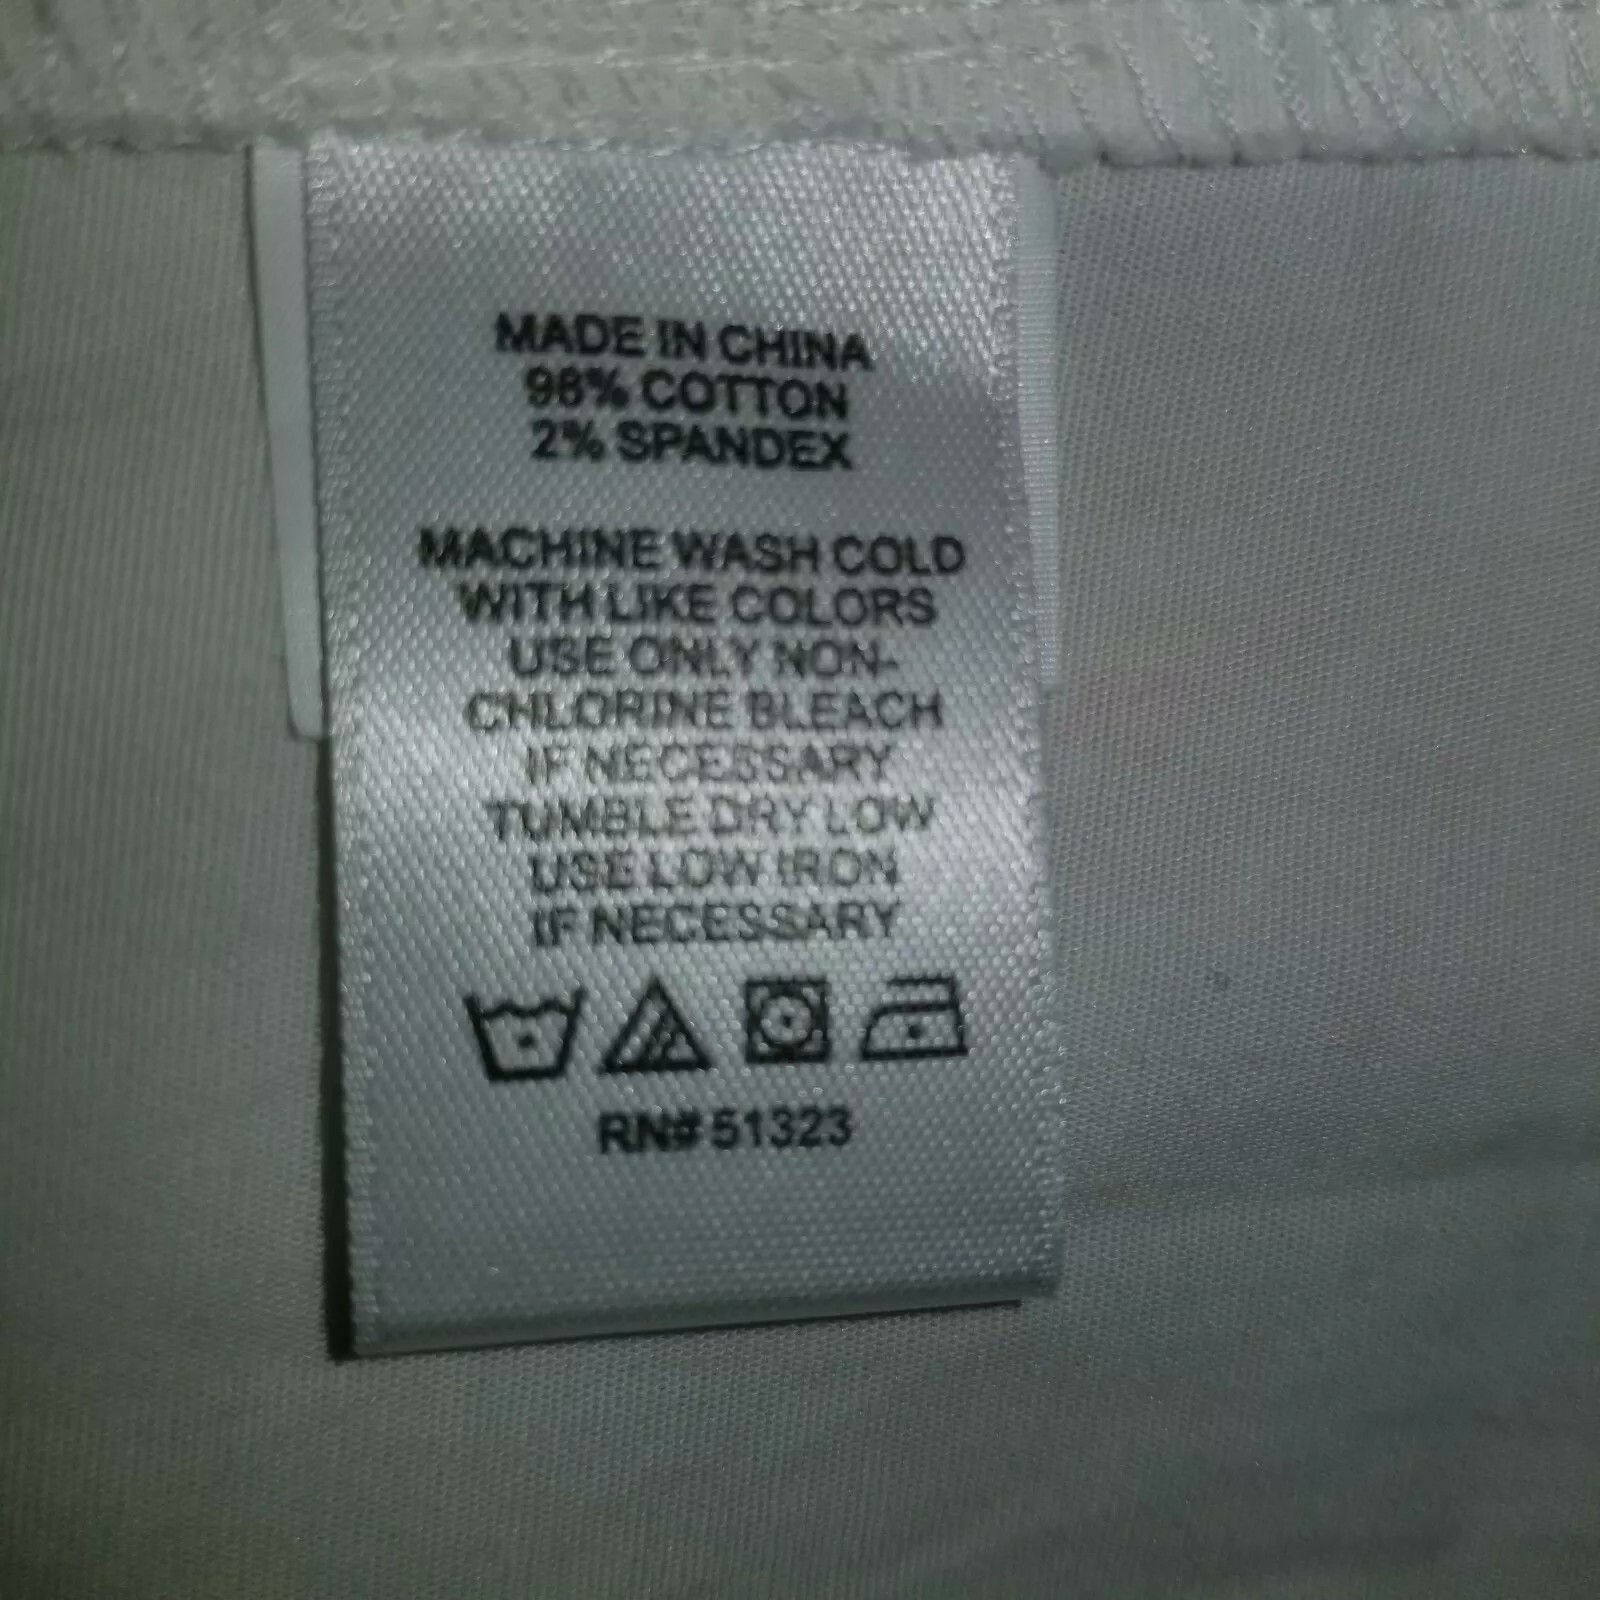 MADE IN CHINA
98% COTTON
2% SPANDEX
MACHINE WASH COLD
WITH LIKE COLORS
USE ONLY NON-
CHLORINE BLEACH
IF NECESSARY
TUMBLE DRY LOW
USE LOW IRON
IF NECESSARY
RN# 51323